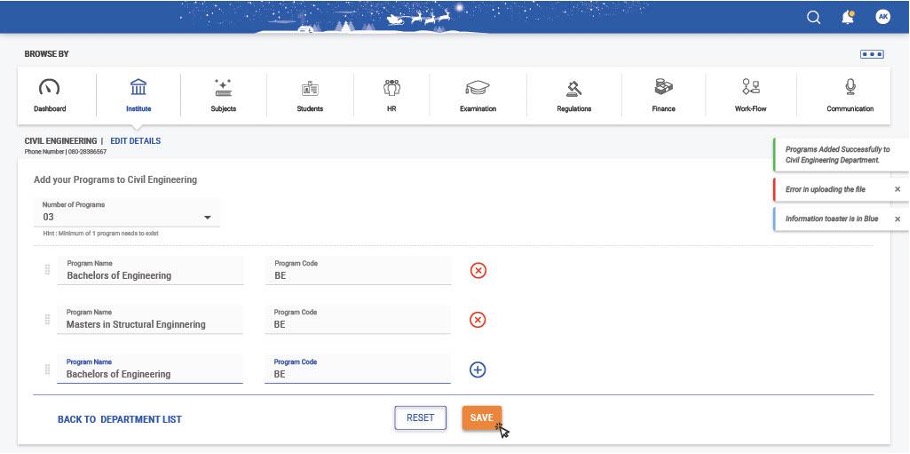 AK
BROWSE BY
Dashboard
Institute
Subjects
Students
HR
Examination
Regulations
Finance
Work-Flow
Communication
CIVIL ENGINEERING | EDIT DETAILS
Phone Number | 080-28386567
Programs Added Successfully to
Civil Engineering Department.
Error in uploading the file
Information toaster is in Blue
Add your Programs to Civil Engineering
Number of Programs
03
Hint : Minimum of 1 program needs to exist
Program Name
Bachelors of Engineering
Program Code
BE
Program Name
Masters in Structural Enginnering
Program Code
BE
Program Name
Bachelors of Engineering
Program Code
BE
BACK TO DEPARTMENT LIST
RESET
SAVE